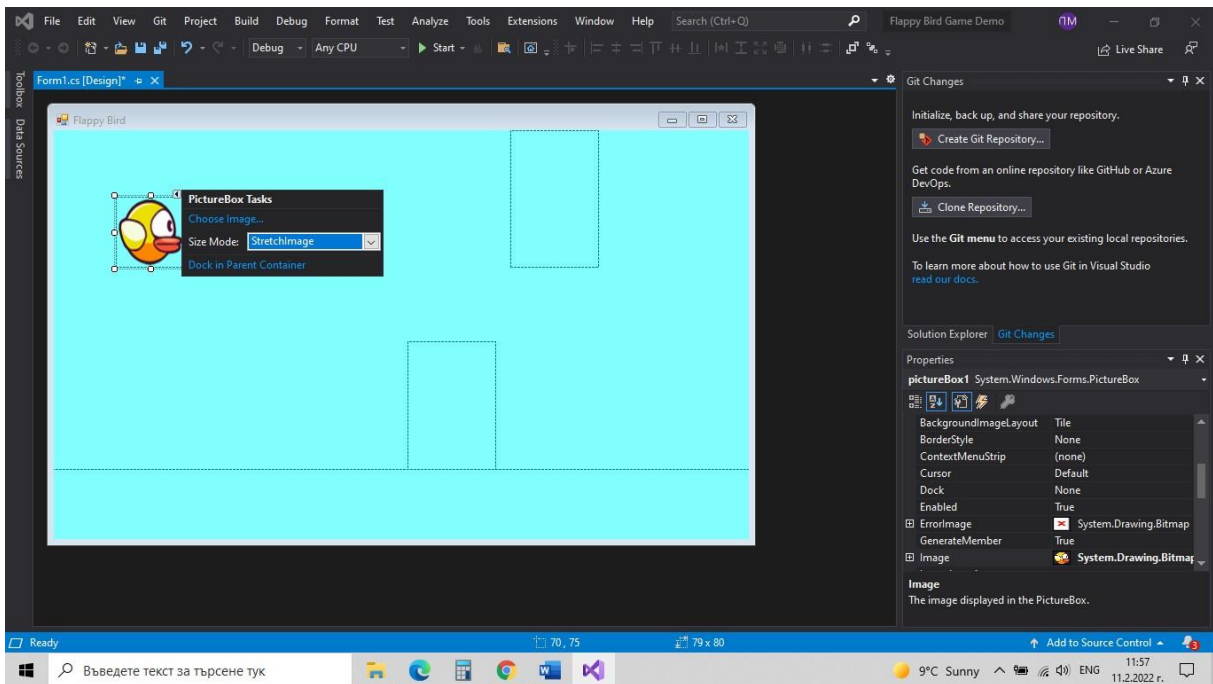 File Edit View Git Project Build Debug Format Test Analyze Tools Extensions Window Help Search (Ctrl+Q) Flappy Bird Game Demo ПМ
Debug Any CPU Start Live Share
Toolbox
Data Sources
Form1.cs [Design]*
Flappy Bird
PictureBox Tasks
Choose Image...
Size Mode: StretchImage
Dock in Parent Container
Git Changes
Initialize, back up, and share your repository.
Create Git Repository...
Get code from an online repository like GitHub or Azure
DevOps.
Clone Repository...
Use the Git menu to access your existing local repositories.
To learn more about how to use Git in Visual Studio
read our docs.
Solution Explorer Git Changes
Properties
pictureBox1 System.Windows.Forms.PictureBox
BackgroundImageLayout Tile
BorderStyle None
ContextMenuStrip (none)
Cursor Default
Dock None
Enabled True
ErrorImage System.Drawing.Bitmap
GenerateMember True
Image System.Drawing.Bitmap
Image
The image displayed in the PictureBox.
Ready 70 , 75 79 x 80 Add to Source Control 3
Въведете текст за търсене тук 9°C Sunny ENG 11:57
11.2.2022 г.